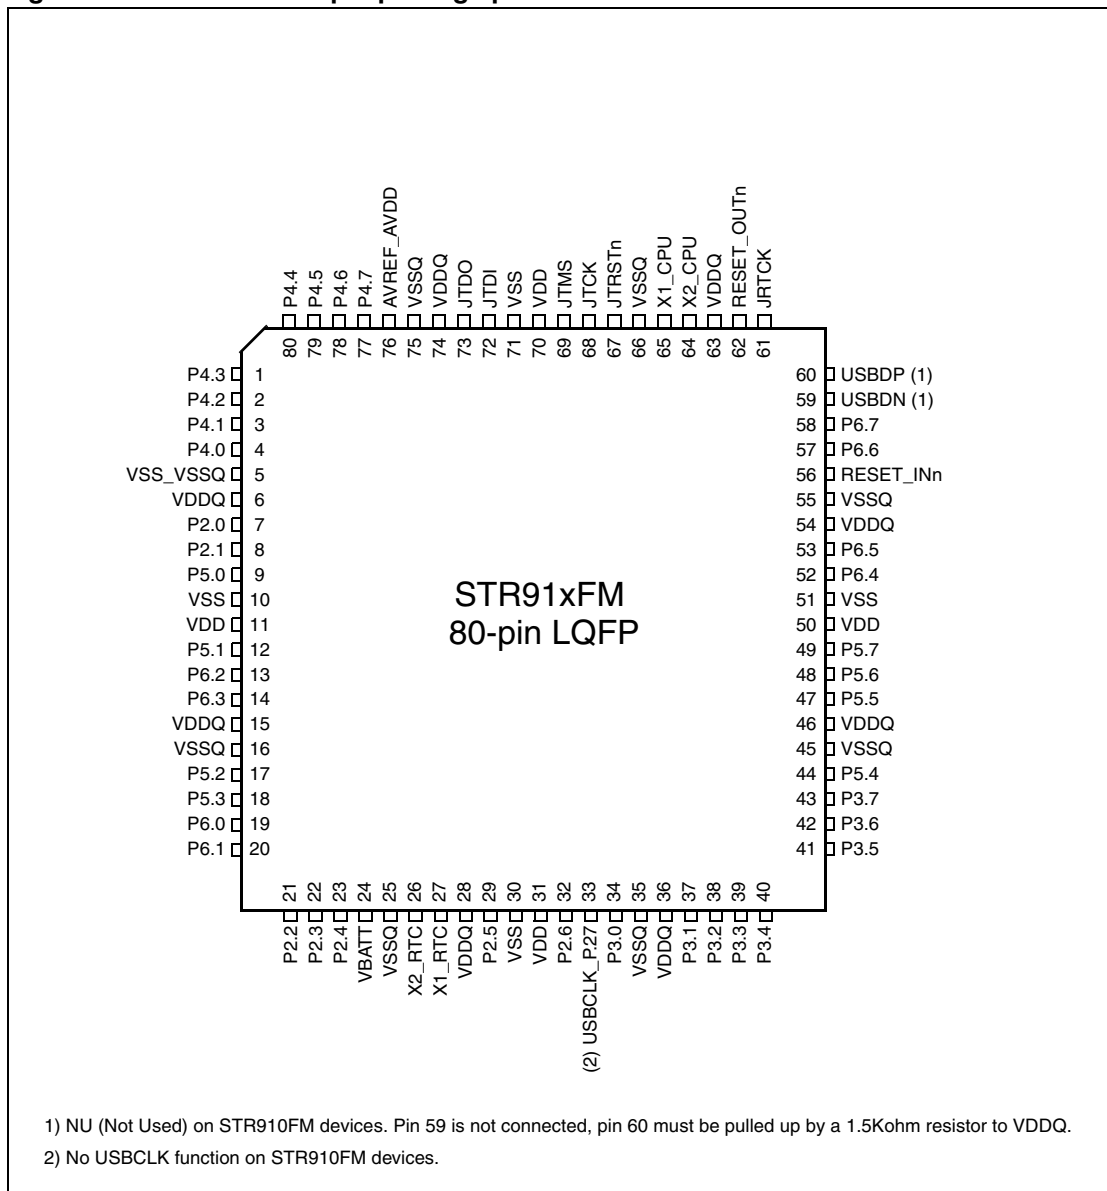 P4.4
P4.5
P4.6
P4.7
AVREF_AVDD
VSSQ
VDDQ
JTDO
JTDI
VSS
VDD
JTMS
JTCK
JTRSTn
VSSQ
X1_CPU
X2_CPU
VDDQ
RESET_OUTn
JRTCK
80
79
78
77
76
75
74
73
72
71
70
69
68
67
66
65
64
63
62
61
P4.3 1
P4.2 2
P4.1 3
P4.0 4
VSS_VSSQ 5
VDDQ 6
P2.0 7
P2.1 8
P5.0 9
VSS 10
VDD 11
P5.1 12
P6.2 13
P6.3 14
VDDQ 15
VSSQ 16
P5.2 17
P5.3 18
P6.0 19
P6.1 20
STR91xFM
80-pin LQFP
60 USBDP (1)
59 USBDN (1)
58 P6.7
57 P6.6
56 RESET_INn
55 VSSQ
54 VDDQ
53 P6.5
52 P6.4
51 VSS
50 VDD
49 P5.7
48 P5.6
47 P5.5
46 VDDQ
45 VSSQ
44 P5.4
43 P3.7
42 P3.6
41 P3.5
21
22
23
24
25
26
27
28
29
30
31
32
33
34
35
36
37
38
39
40
P2.2
P2.3
P2.4
VBATT
VSSQ
X2_RTC
X1_RTC
VDDQ
P2.5
VSS
VDD
P2.6
(2) USBCLK_P.27
P3.0
VSSQ
VDDQ
P3.1
P3.2
P3.3
P3.4
1) NU (Not Used) on STR910FM devices. Pin 59 is not connected, pin 60 must be pulled up by a 1.5Kohm resistor to VDDQ.
2) No USBCLK function on STR910FM devices.